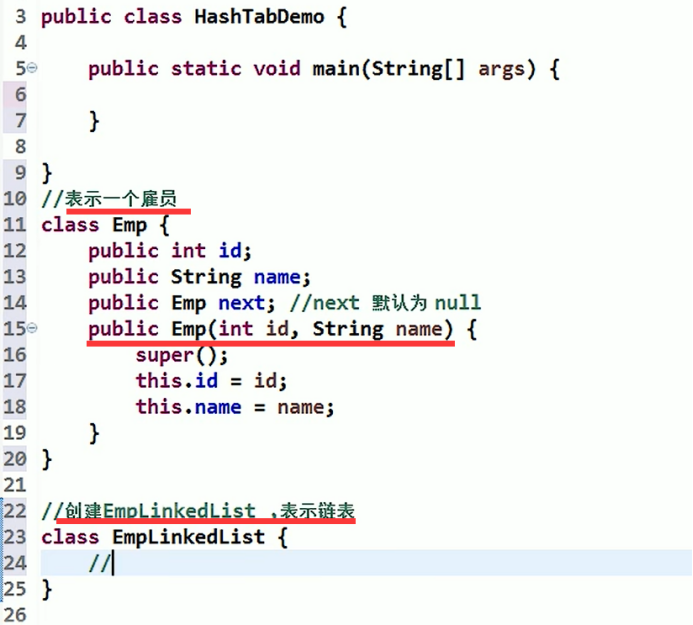 3 public class HashTabDemo {
4
5 public static void main(String[] args) {
6
7 }
8
9 }
10 //表示一个雇员
11 class Emp {
12 public int id;
13 public String name;
14 public Emp next; //next 默认为 null
15 public Emp(int id, String name) {
16 super();
17 this.id = id;
18 this.name = name;
19 }
20 }
21
22 //创建EmpLinkedList ,表示链表
23 class EmpLinkedList {
24 //
25 }
26